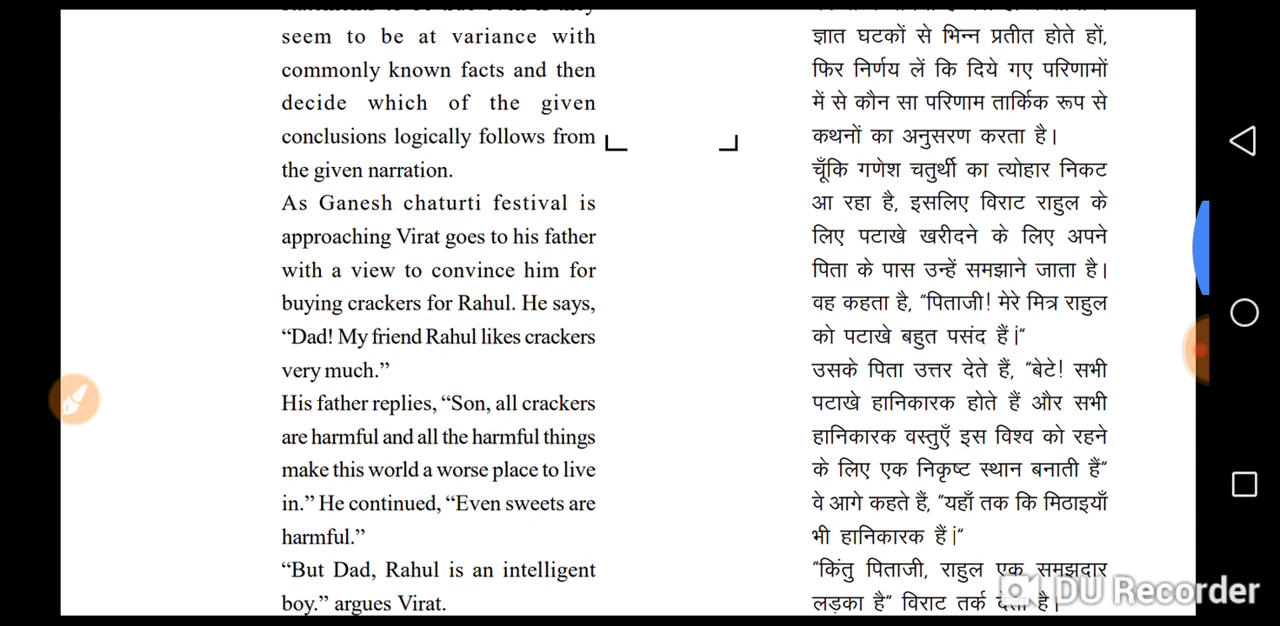 seem to be at variance with
commonly known facts and then
decide which of the given
conclusions logically follows from
the given narration.
As Ganesh chaturti festival is
approaching Virat goes to his father
with a view to convince him for
buying crackers for Rahul. He says,
“Dad! My friend Rahul likes crackers
very much.”
His father replies, “Son, all crackers
are harmful and all the harmful things
make this world a worse place to live
in.” He continued, “Even sweets are
harmful.”
“But Dad, Rahul is an intelligent
boy.” argues Virat.
ज्ञात घटकों से भिन्न प्रतीत होते हों,
फिर निर्णय लें कि दिये गए परिणामों
में से कौन सा परिणाम तार्किक रूप से
कथनों का अनुसरण करता है।
चूँकि गणेश चतुर्थी का त्योहार निकट
आ रहा है, इसलिए विराट राहुल के
लिए पटाखे खरीदने के लिए अपने
पिता के पास उन्हें समझाने जाता है।
वह कहता है, "पिताजी! मेरे मित्र राहुल
को पटाखे बहुत पसंद हैं।"
उसके पिता उत्तर देते हैं, "बेटे! सभी
पटाखे हानिकारक होते हैं और सभी
हानिकारक वस्तुएँ इस विश्व को रहने
के लिए एक निकृष्ट स्थान बनाती हैं"
वे आगे कहते हैं, "यहाँ तक कि मिठाइयाँ
भी हानिकारक हैं।"
"किंतु पिताजी, राहुल एक समझदार
लड़का है" विराट तर्क देता है।
DU Recorder